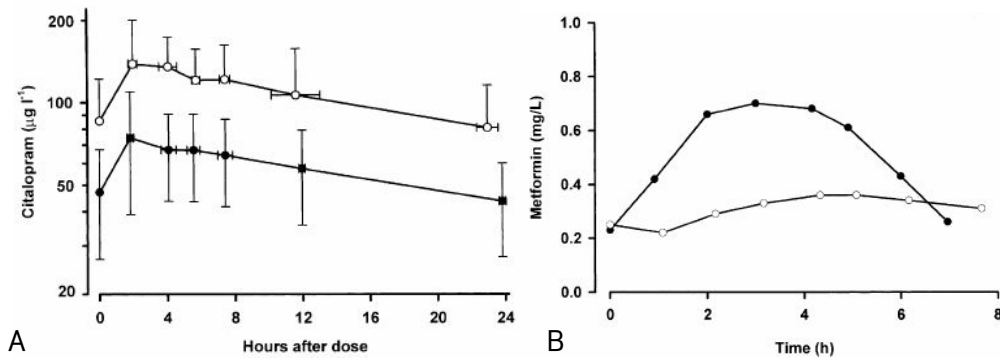 200
100
50
20
Citalopram (µg l⁻¹)
0 4 8 12 16 20 24
Hours after dose
A
1.0
0.8
0.6
0.4
0.2
0.0
Metformin (mg/L)
0 2 4 6 8
Time (h)
B